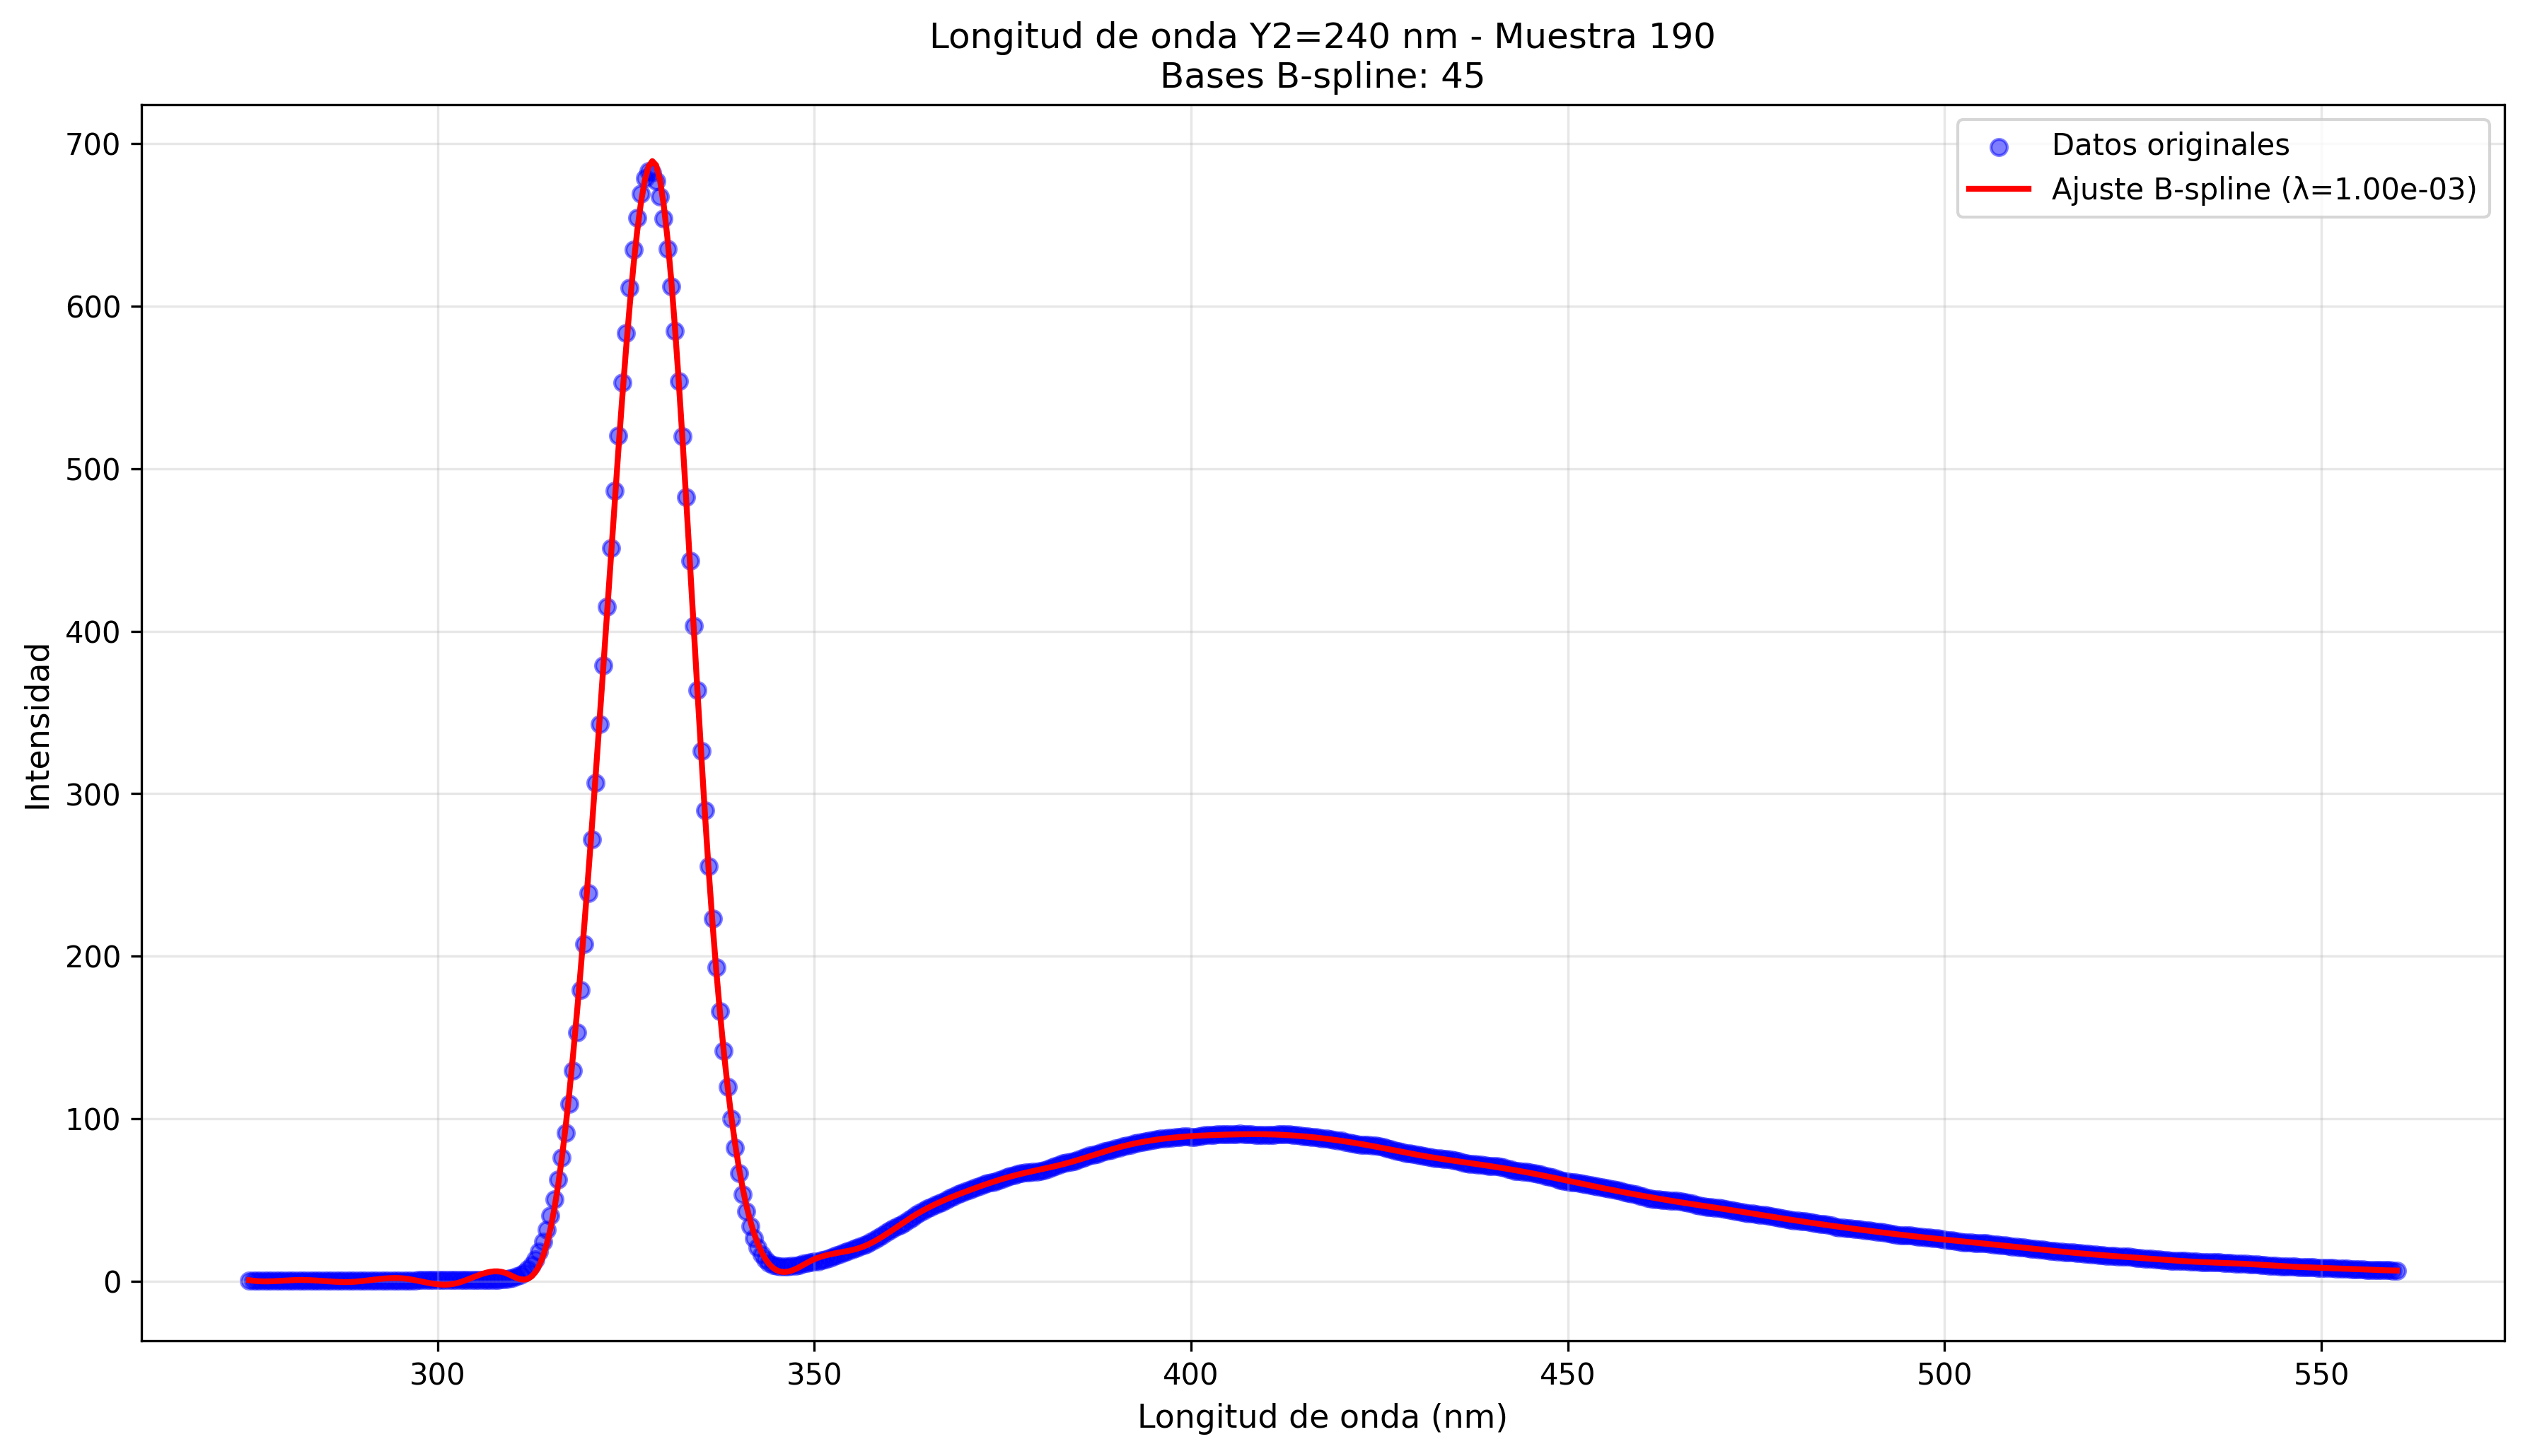 Longitud de onda Y2=240 nm - Muestra 190
Bases B-spline: 45
Datos originales
Ajuste B-spline (λ=1.00e-03)
Intensidad
700
600
500
400
300
200
100
0
300
350
400
450
500
550
Longitud de onda (nm)